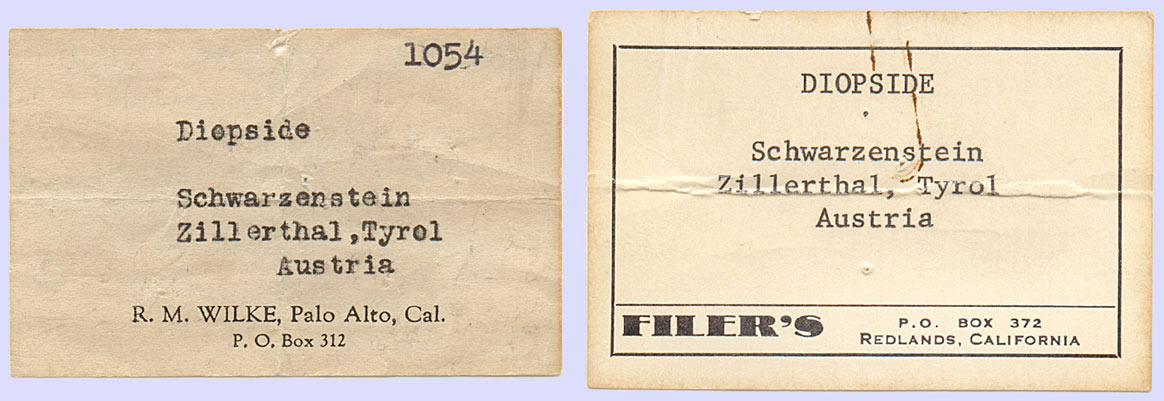 1054
Diopside
Schwarzenstein
Zillerthal,Tyrol
Austria
R. M. WILKE, Palo Alto, Cal.
P. O. Box 312
DIOPSIDE
Schwarzenstein
Zillerthal, Tyrol
Austria
FILER'S
P.O. BOX 372
REDLANDS, CALIFORNIA